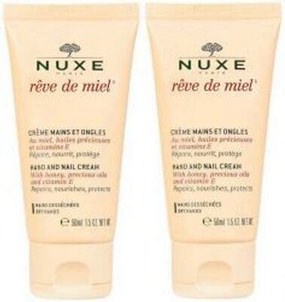 NUXE
PARIS
rêve de miel®
CRÈME MAINS ET ONGLES
Au miel, huiles précieuses
et vitamine E
Répare, nourrit, protège
HAND AND NAIL CREAM
With honey, precious oils
and vitamin E
Repairs, nourishes, protects
MAINS DESSÉCHÉES
DRY HANDS
℮ 50ml 1.5 OZ. NET WT.
NUXE
PARIS
rêve de miel®
CRÈME MAINS ET ONGLES
Au miel, huiles précieuses
et vitamine E
Répare, nourrit, protège
HAND AND NAIL CREAM
With honey, precious oils
and vitamin E
Repairs, nourishes, protects
MAINS DESSÉCHÉES
DRY HANDS
℮ 50ml 1.5 OZ. NET WT.